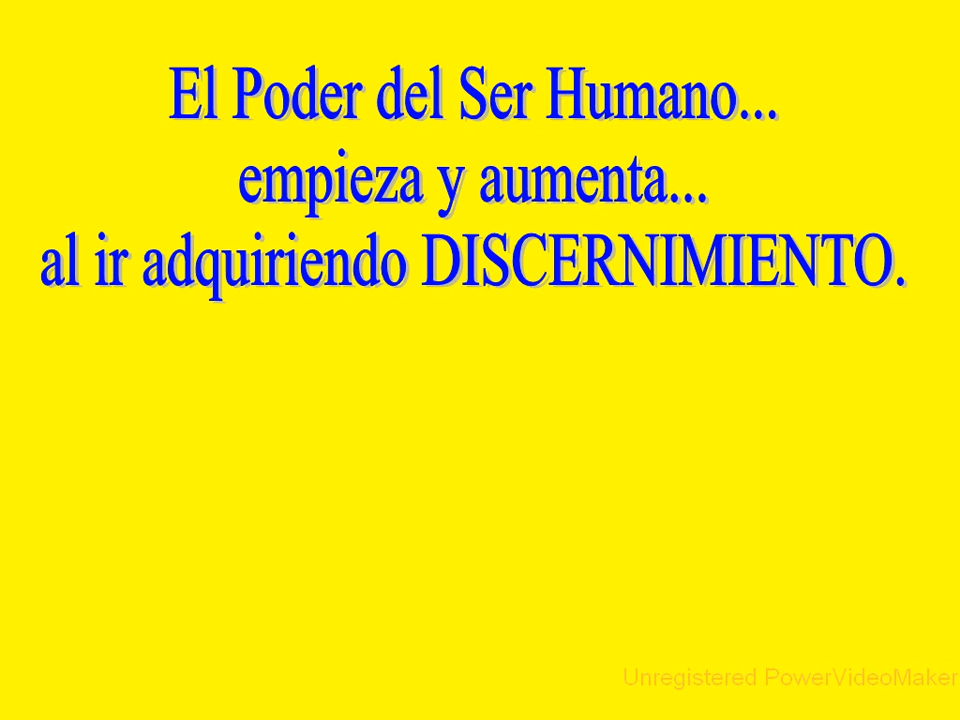 El Poder del Ser Humano...
empieza y aumenta...
al ir adquiriendo DISCERNIMIENTO.
Unregistered PowerVideoMaker